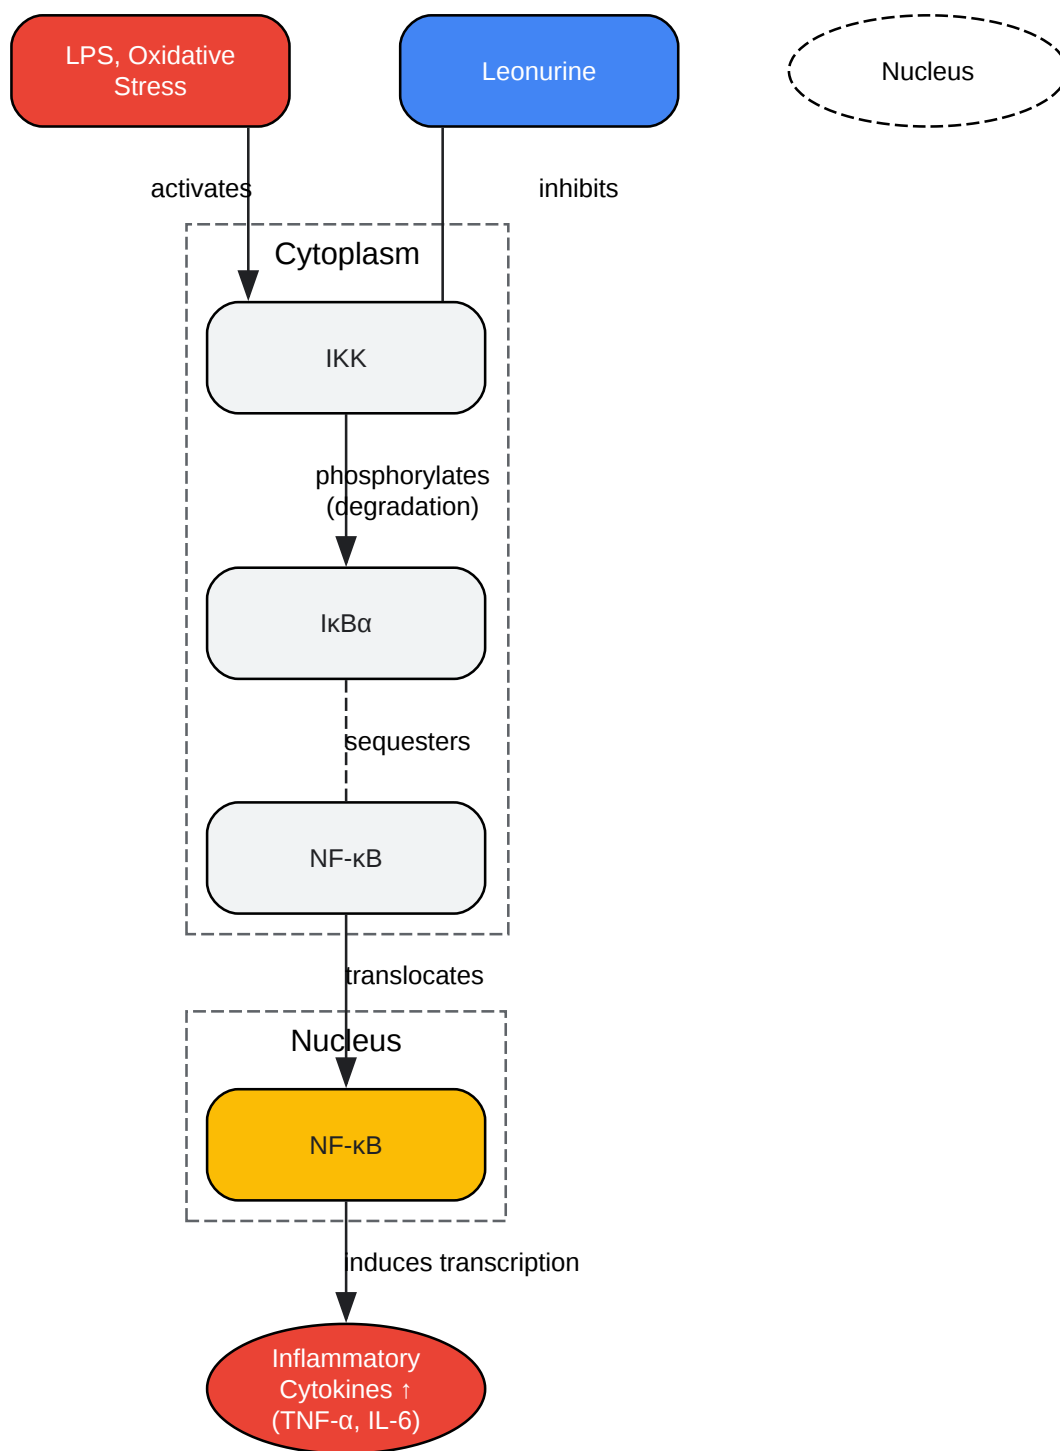 LPS, Oxidative
Stress
Leonurine
Nucleus
activates
inhibits
Cytoplasm
IKK
phosphorylates
(degradation)
IκBα
sequesters
NF-κB
translocates
Nucleus
NF-κB
induces transcription
Inflammatory
Cytokines ↑
(TNF-α, IL-6)